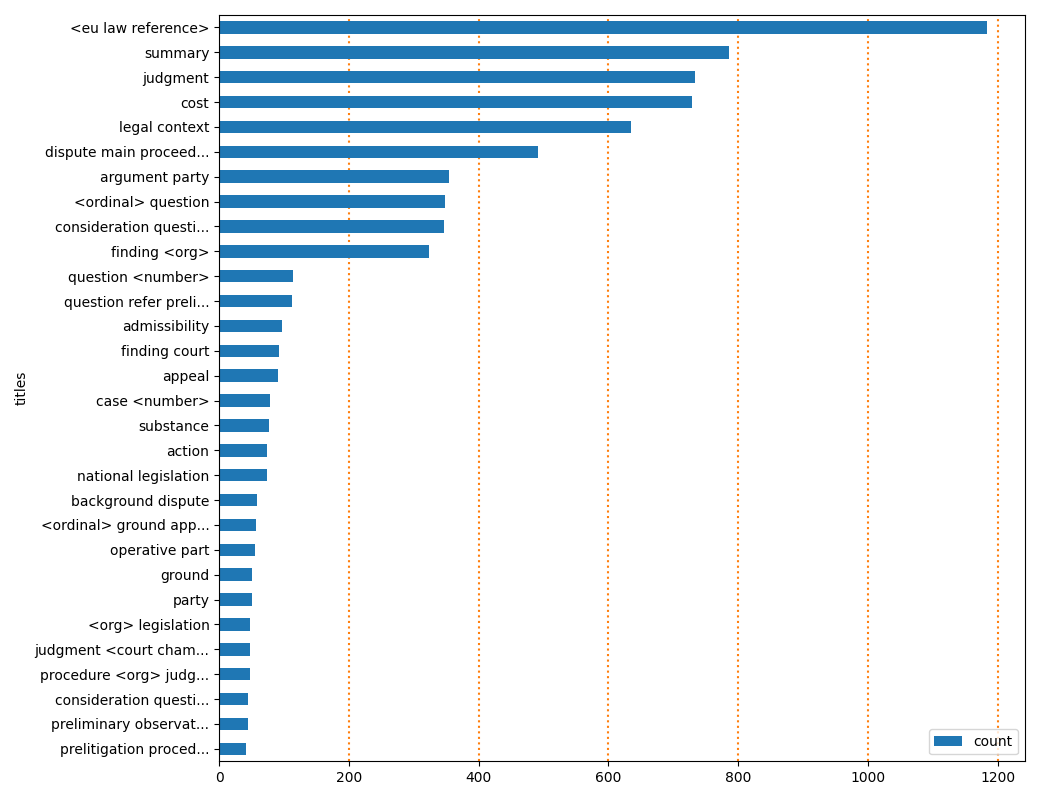 <eu law reference>
summary
judgment
cost
legal context
dispute main proceed...
argument party
<ordinal> question
consideration questi...
finding <org>
question <number>
question refer preli...
admissibility
finding court
appeal
case <number>
substance
action
national legislation
background dispute
<ordinal> ground app...
operative part
ground
party
<org> legislation
judgment <court cham...
procedure <org> judg...
consideration questi...
preliminary observat...
prelitigation proced...
titles
count
0 200 400 600 800 1000 1200